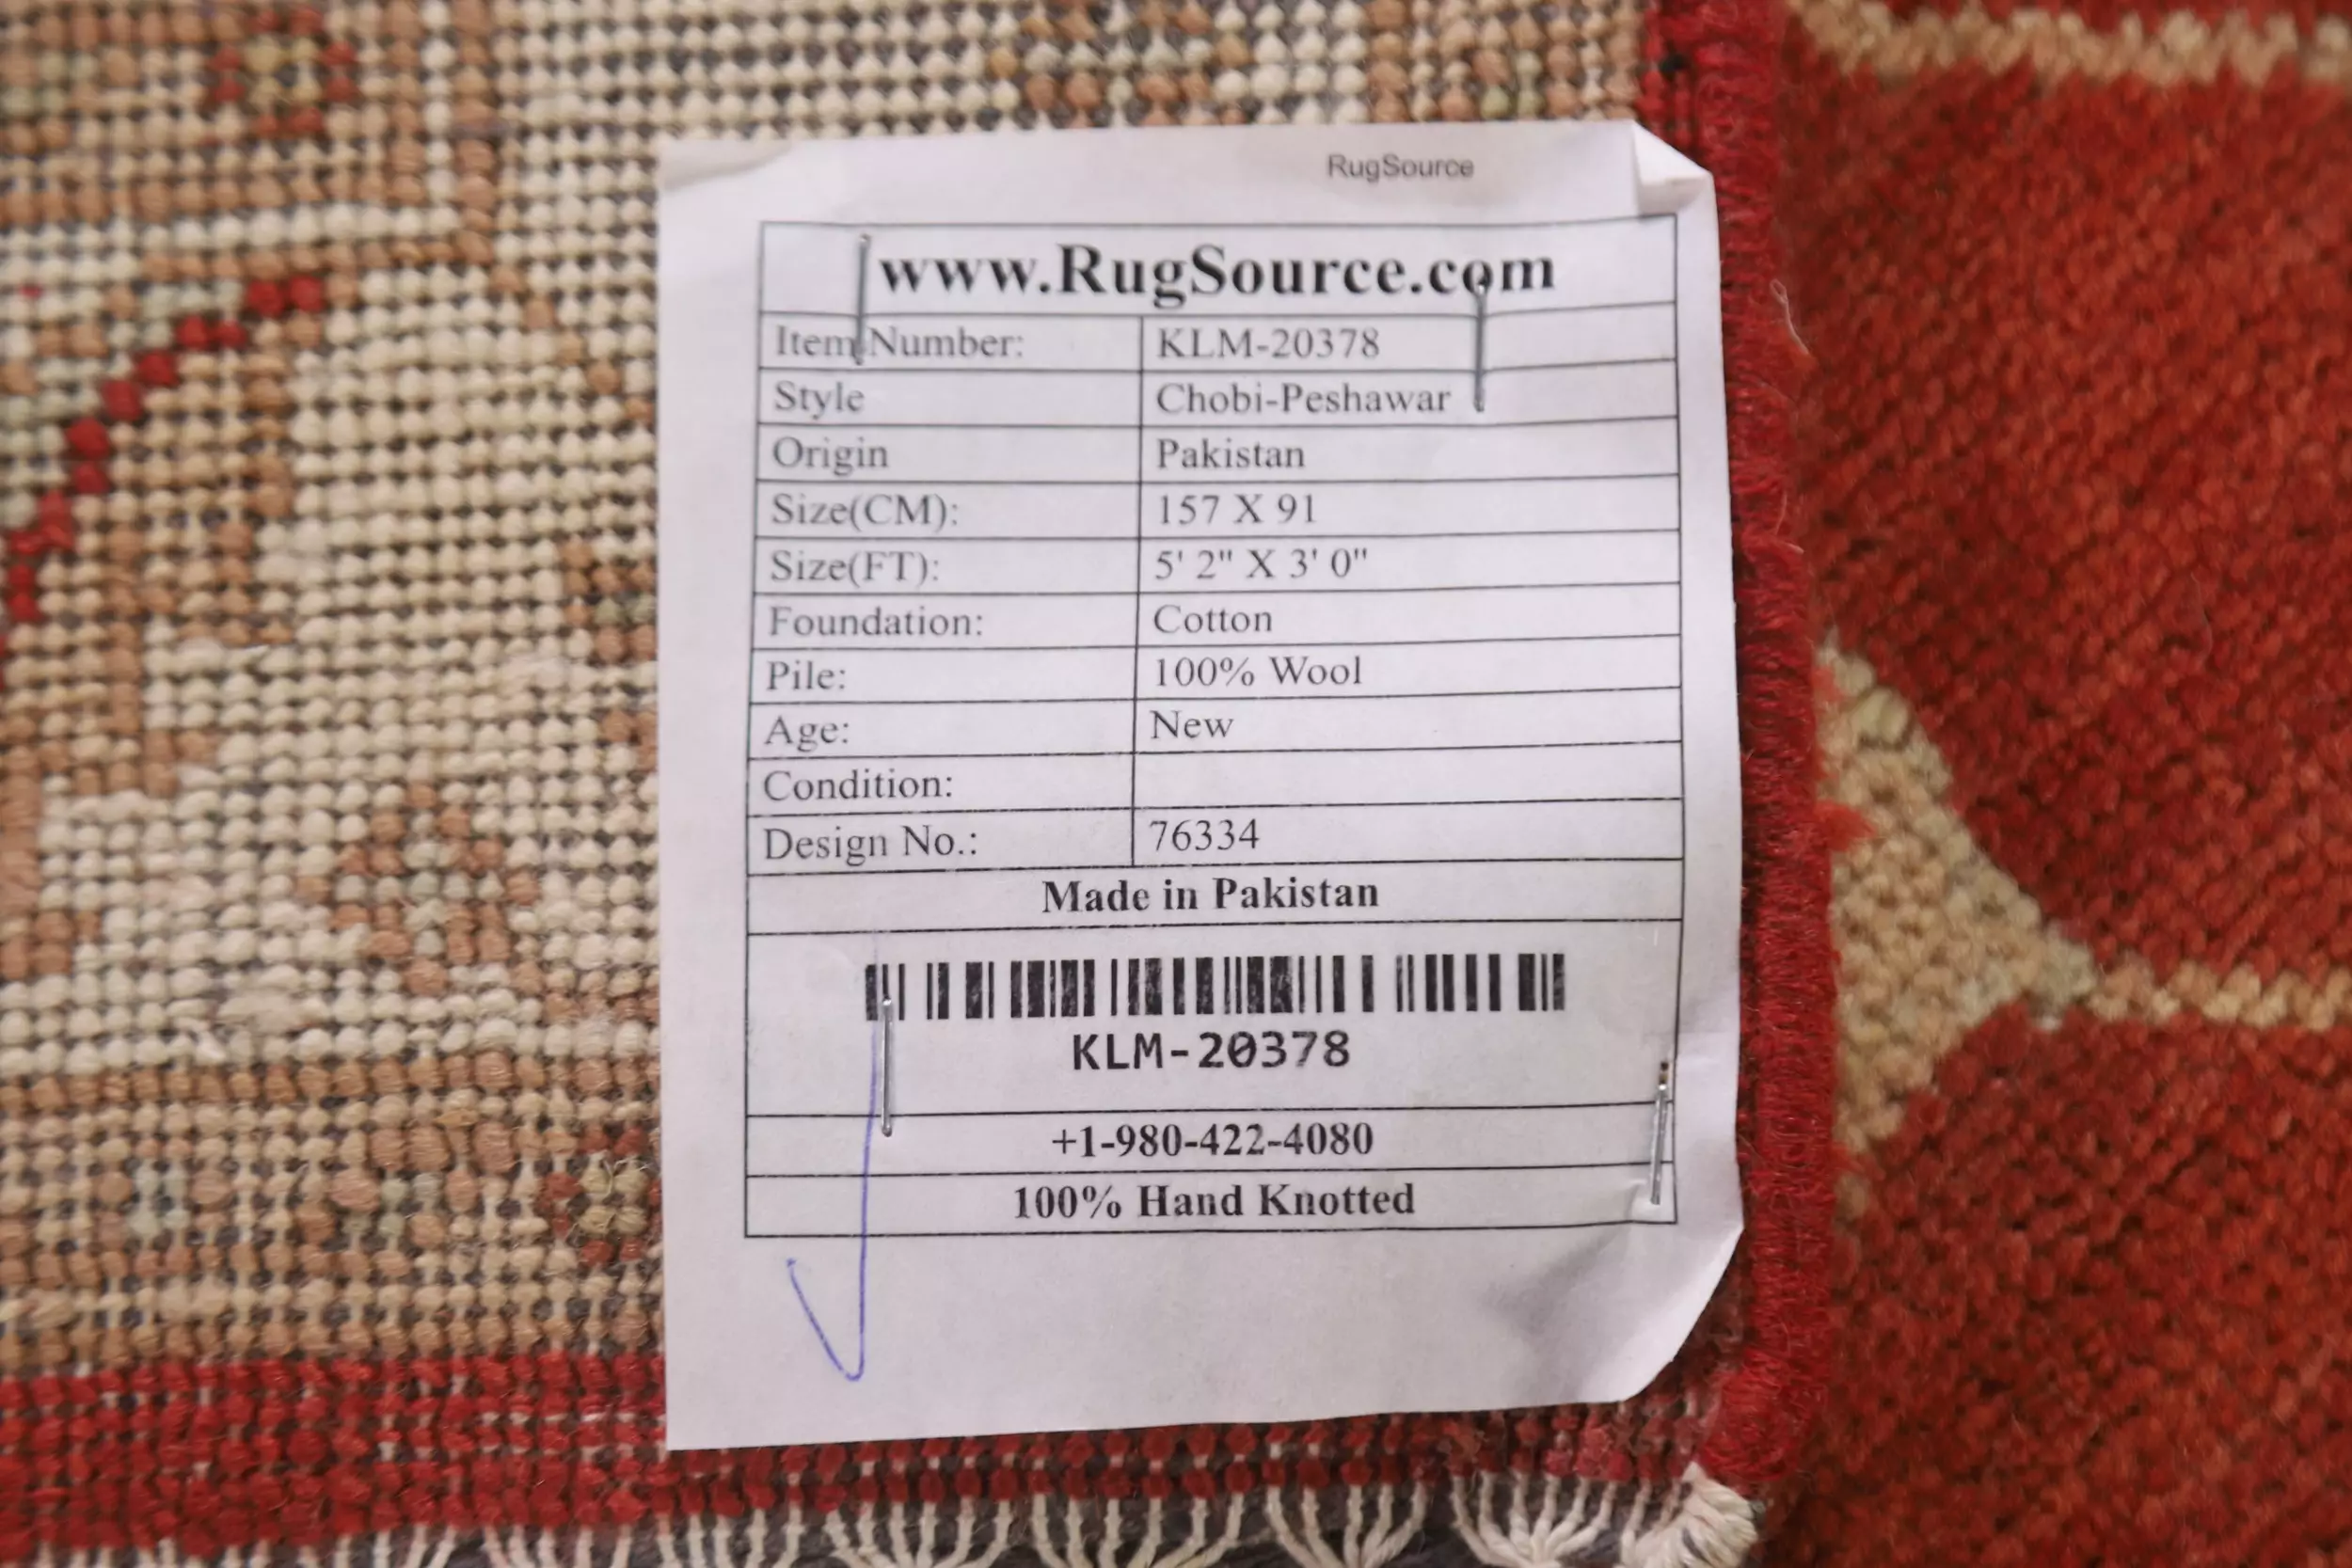 RugSource
www.RugSource.com
Item Number: KLM-20378
Style Chobi-Peshawar
Origin Pakistan
Size(CM): 157 X 91
Size(FT): 5' 2" X 3' 0"
Foundation: Cotton
Pile: 100% Wool
Age: New
Condition:
Design No.: 76334
Made in Pakistan
KLM-20378
+1-980-422-4080
100% Hand Knotted